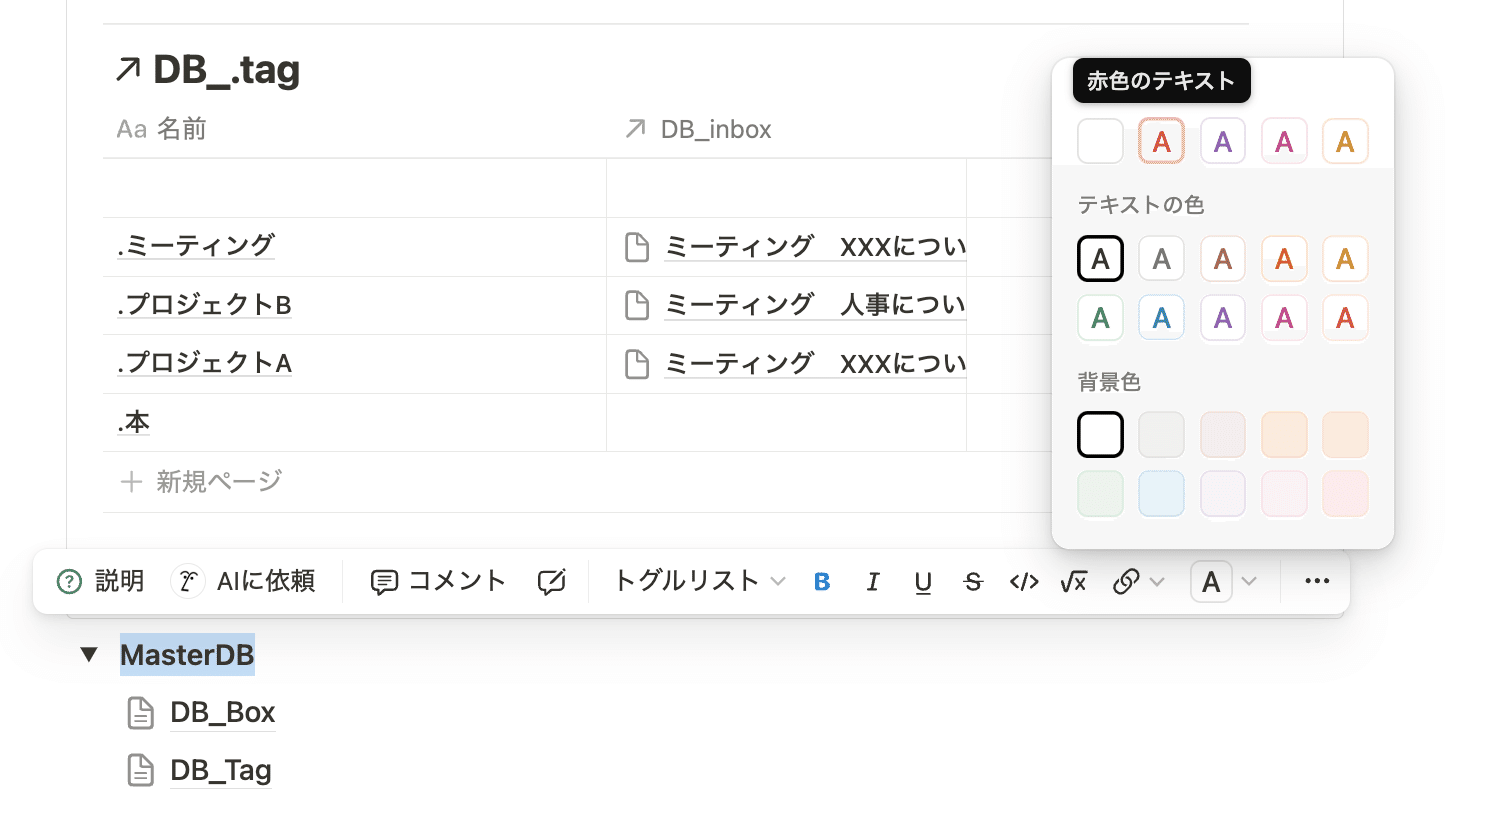 DB_.tag
Aa 名前
DB_inbox
.ミーティング
ミーティング　XXXについ
.プロジェクトB
ミーティング　人事につい
.プロジェクトA
ミーティング　XXXについ
.本
新規ページ
赤色のテキスト
A A A A
テキストの色
A A A A A
A A A A A
背景色
説明 AIに依頼 コメント トグルリスト B I U S </> √x A
MasterDB
DB_Box
DB_Tag